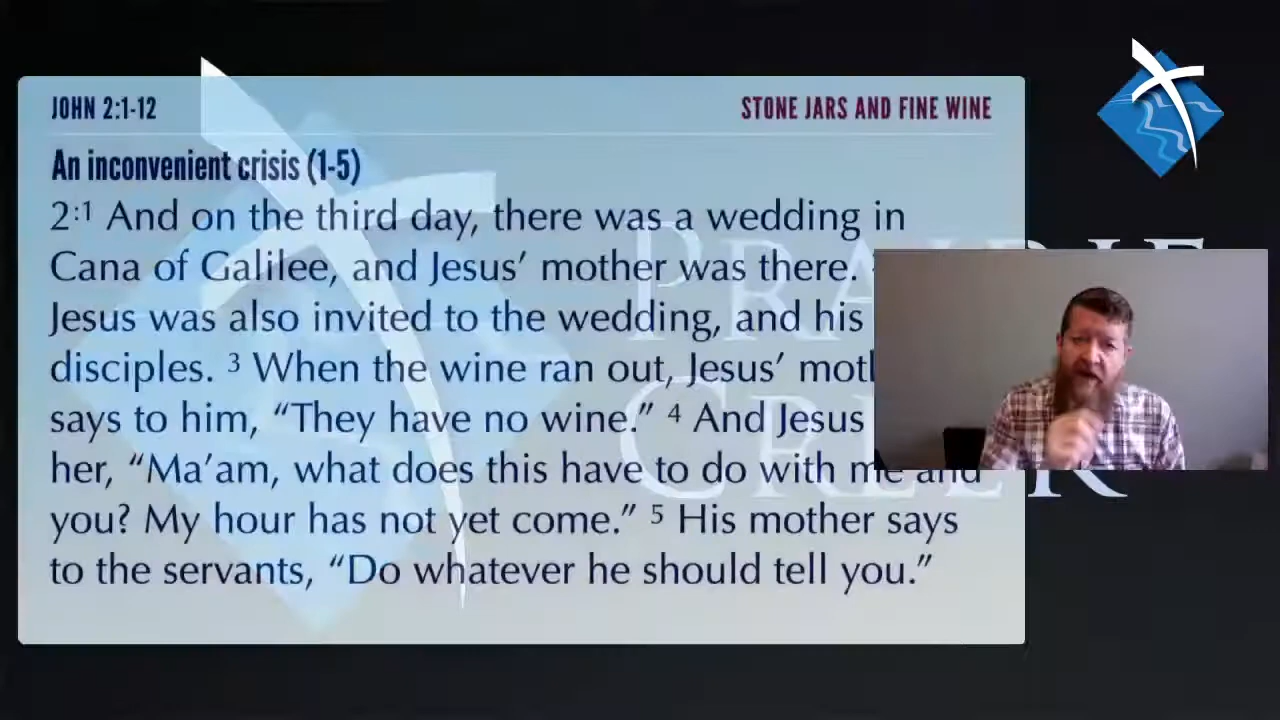 JOHN 2:1-12
STONE JARS AND FINE WINE
An inconvenient crisis (1-5)
2:1 And on the third day, there was a wedding in
Cana of Galilee, and Jesus’ mother was there.
Jesus was also invited to the wedding, and his
disciples. 3 When the wine ran out, Jesus’
says to him, “They have no wine.” 4 And Jesus
her, “Ma’am, what does this have to do with me and
you? My hour has not yet come.” 5 His mother says
to the servants, “Do whatever he should tell you.”
PRAIRIE
CREEK